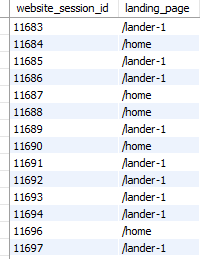 website_session_id landing_page
11683 /lander-1
11684 /home
11685 /lander-1
11686 /lander-1
11687 /home
11688 /home
11689 /lander-1
11690 /home
11691 /lander-1
11692 /lander-1
11693 /lander-1
11694 /lander-1
11696 /home
11697 /lander-1